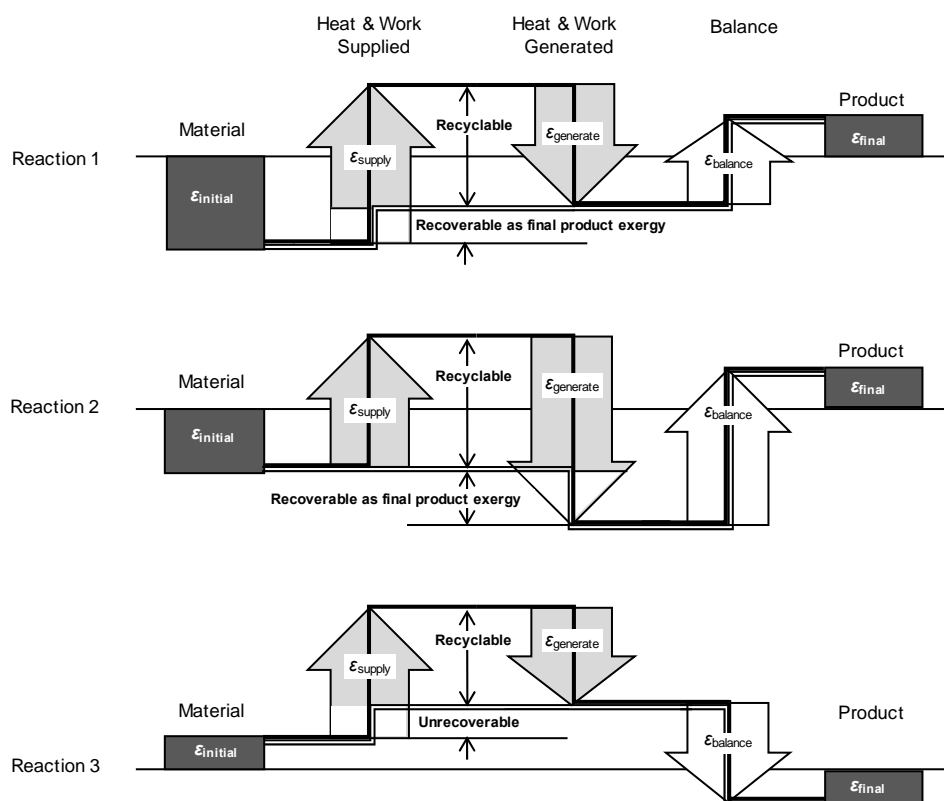 Heat & Work
Supplied
Heat & Work
Generated
Balance
Reaction 1
Material
εinitial
εsupply
Recyclable
εgenerate
Recoverable as final product exergy
εbalance
Product
εfinal
Reaction 2
Material
εinitial
εsupply
Recyclable
εgenerate
Recoverable as final product exergy
εbalance
Product
εfinal
Reaction 3
Material
εinitial
εsupply
Recyclable
εgenerate
Unrecoverable
εbalance
Product
εfinal